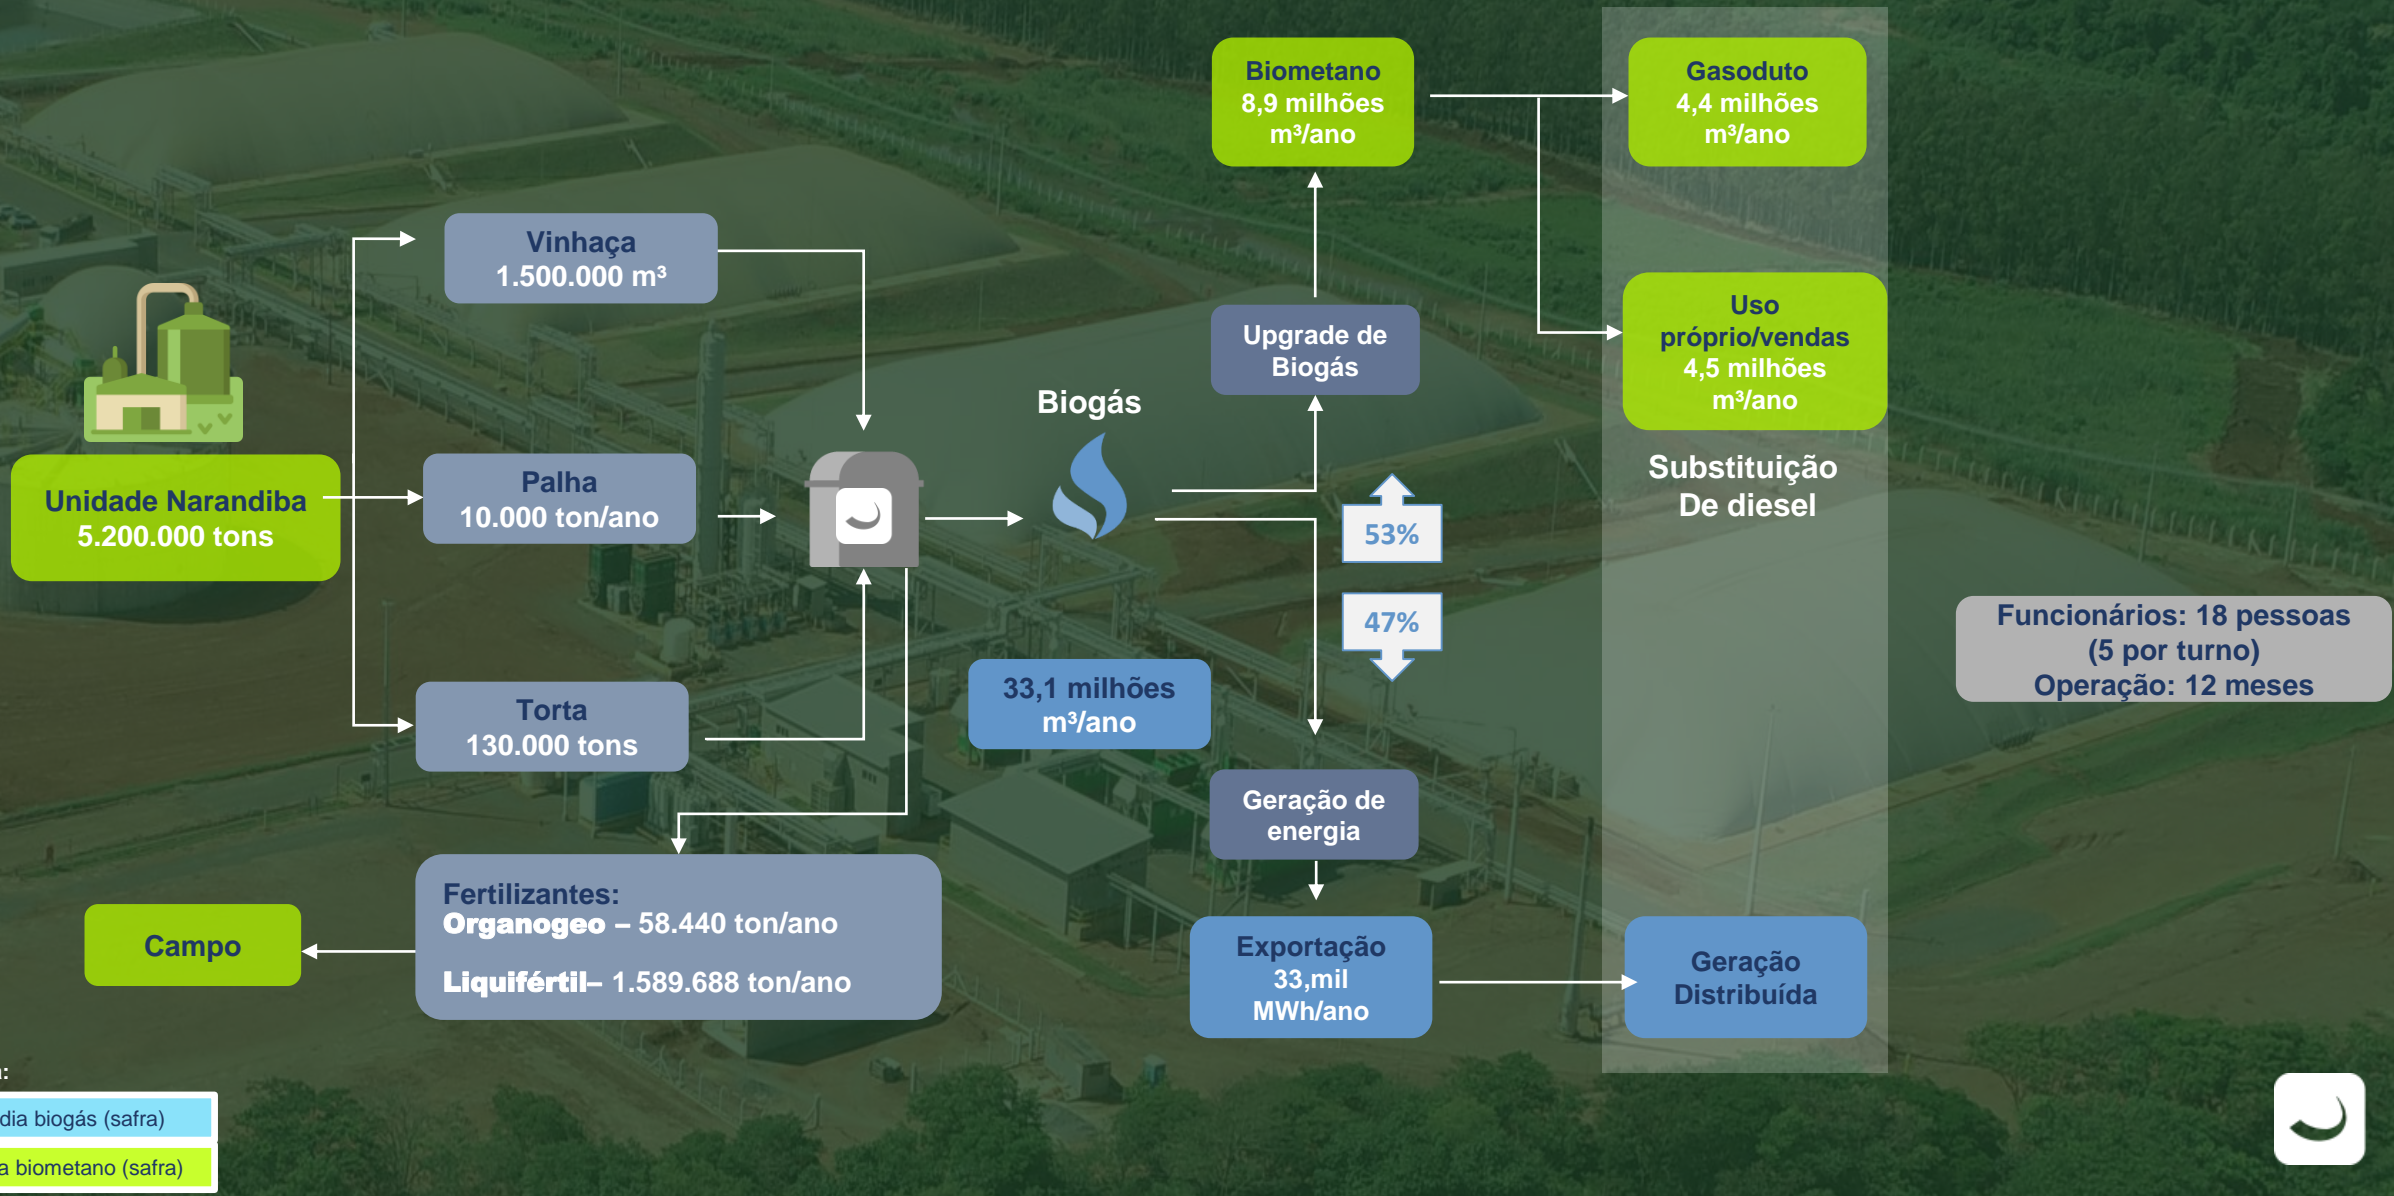 Biometano
8,9 milhões
m³/ano
Gasoduto
4,4 milhões
m³/ano
Vinhaça
1.500.000 m³
Uso
próprio/vendas
4,5 milhões
m³/ano
Upgrade de
Biogás
Biogás
Substituição
De diesel
Unidade Narandiba
5.200.000 tons
Palha
10.000 ton/ano
53%
47%
Funcionários: 18 pessoas
(5 por turno)
Operação: 12 meses
Torta
130.000 tons
33,1 milhões
m³/ano
Geração de
energia
Fertilizantes:
Organogeo – 58.440 ton/ano
Liquifértil– 1.589.688 ton/ano
Campo
Exportação
33,mil
MWh/ano
Geração
Distribuída
dia biogás (safra)
a biometano (safra)